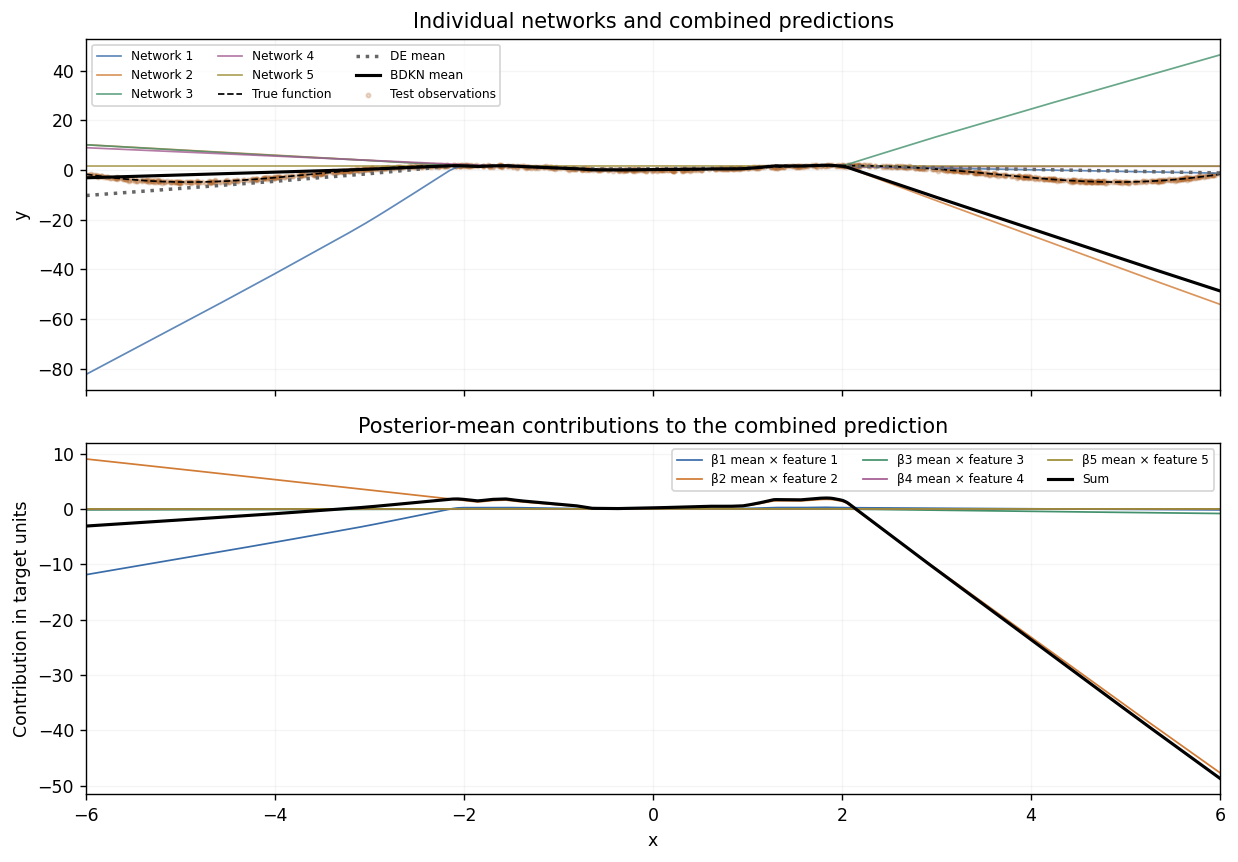 Individual networks and combined predictions
Network 1
Network 2
Network 3
Network 4
Network 5
True function
DE mean
BDKN mean
Test observations
y
40
20
0
−20
−40
−60
−80
Posterior-mean contributions to the combined prediction
β1 mean × feature 1
β2 mean × feature 2
β3 mean × feature 3
β4 mean × feature 4
β5 mean × feature 5
Sum
Contribution in target units
10
0
−10
−20
−30
−40
−50
−6
−4
−2
0
2
4
6
x